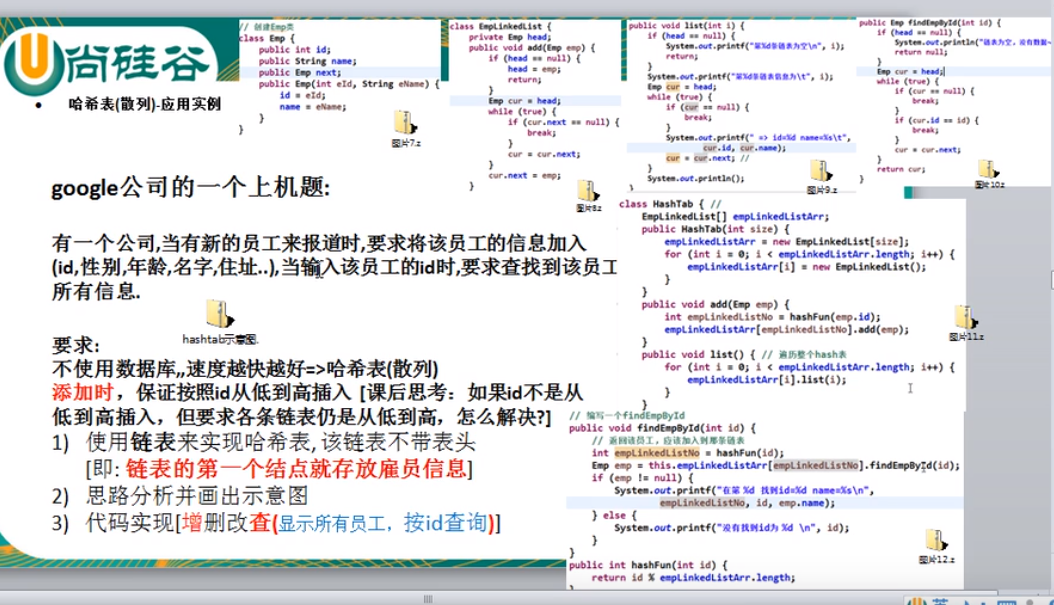 尚硅谷
• 哈希表(散列)-应用实例
google公司的一个上机题:
有一个公司,当有新的员工来报道时,要求将该员工的信息加入
(id,性别,年龄,名字,住址..),当输入该员工的id时,要求查找到该员工
所有信息.
hashtab示意图.
要求:
不使用数据库,,速度越快越好=>哈希表(散列)
添加时，保证按照id从低到高插入 [课后思考：如果id不是从
低到高插入，但要求各条链表仍是从低到高，怎么解决?]
1) 使用链表来实现哈希表,该链表不带表头
[即: 链表的第一个结点就存放雇员信息]
2) 思路分析并画出示意图
3) 代码实现[增删改查(显示所有员工，按id查询)]
// 创建Emp类
class Emp {
public int id;
public String name;
public Emp next;
public Emp(int eId, String eName) {
id = eId;
name = eName;
}
}
图片7.z
class EmpLinkedList {
private Emp head;
public void add(Emp emp) {
if (head == null) {
head = emp;
return;
}
Emp cur = head;
while (true) {
if (cur.next == null) {
break;
}
cur = cur.next;
}
cur.next = emp;
}
图片8.z
public void list(int i) {
if (head == null) {
System.out.printf("第%d条链表为空\n", i);
return;
}
System.out.printf("第%d条链表信息为\t", i);
Emp cur = head;
while (true) {
if (cur == null) {
break;
}
System.out.printf(" => id=%d name=%s\t",
cur.id, cur.name);
cur = cur.next; //
}
System.out.println();
}
图片9.z
public Emp findEmpById(int id) {
if (head == null) {
System.out.println("链表为空, 没有数据~
return null;
}
Emp cur = head;
while (true) {
if (cur == null) {
break;
}
if (cur.id == id) {
break;
}
cur = cur.next;
}
return cur;
}
图片10.z
class HashTab { //
EmpLinkedList[] empLinkedListArr;
public HashTab(int size) {
empLinkedListArr = new EmpLinkedList[size];
for (int i = 0; i < empLinkedListArr.length; i++) {
empLinkedListArr[i] = new EmpLinkedList();
}
}
public void add(Emp emp) {
int empLinkedListNo = hashFun(emp.id);
empLinkedListArr[empLinkedListNo].add(emp);
}
public void list() { // 遍历整个hash表
for (int i = 0; i < empLinkedListArr.length; i++) {
empLinkedListArr[i].list(i);
}
}
图片11.z
// 编写一个findEmpById
public void findEmpById(int id) {
// 返回该员工，应该加入到那条链表
int empLinkedListNo = hashFun(id);
Emp emp = this.empLinkedListArr[empLinkedListNo].findEmpById(id);
if (emp != null) {
System.out.printf("在第 %d 找到id=%d name=%s\n",
empLinkedListNo, id, emp.name);
} else {
System.out.printf("没有找到id为 %d \n", id);
}
}
public int hashFun(int id) {
return id % empLinkedListArr.length;
}
图片12.z
英